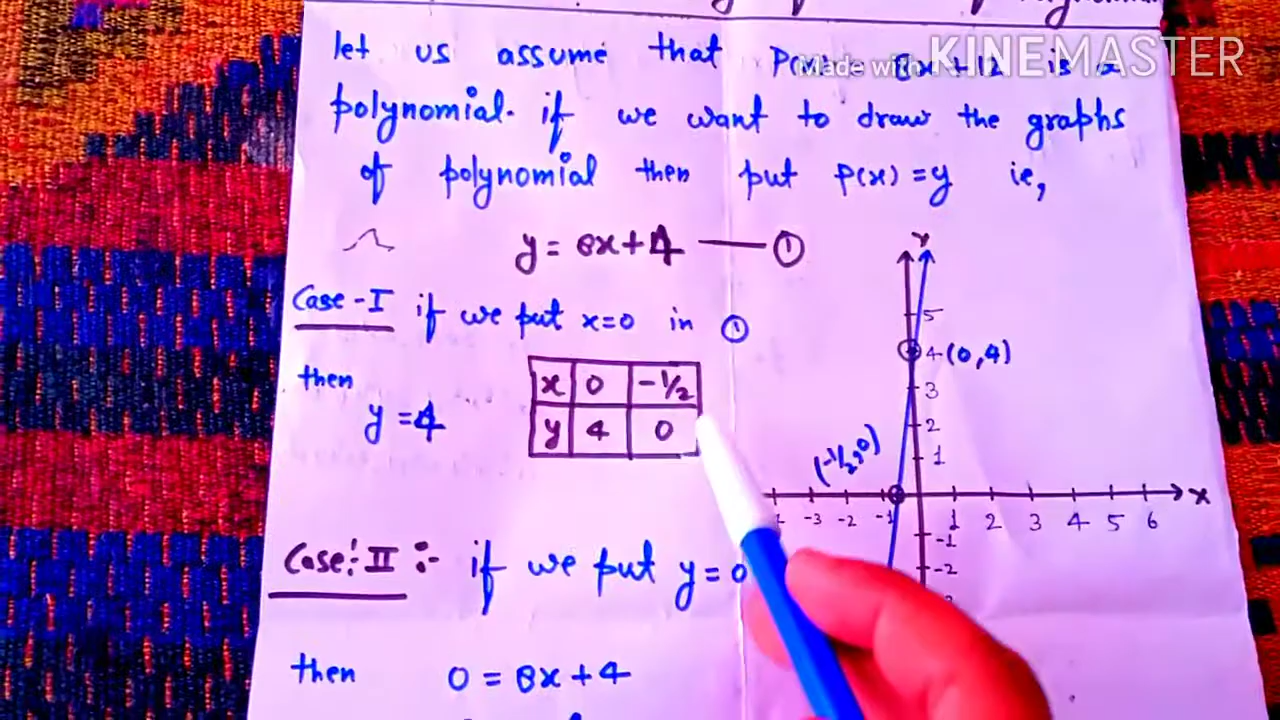 let us assume that P(x) = 8x+12 is a
Made with KINEMASTER
polynomial. if we want to draw the graphs
of polynomial then put P(x) = y ie,
y = 8x+4 — ①
Case-I if we put x=0 in ①
then
y = 4
x 0 -1/2
y 4 0
Y
5
4 (0,4)
3
2
1
(-1/2, 0)
-3 -2 -1 1 2 3 4 5 6 X
-1
-2
Case:-II :- if we put y = 0
then 0 = 8x+4